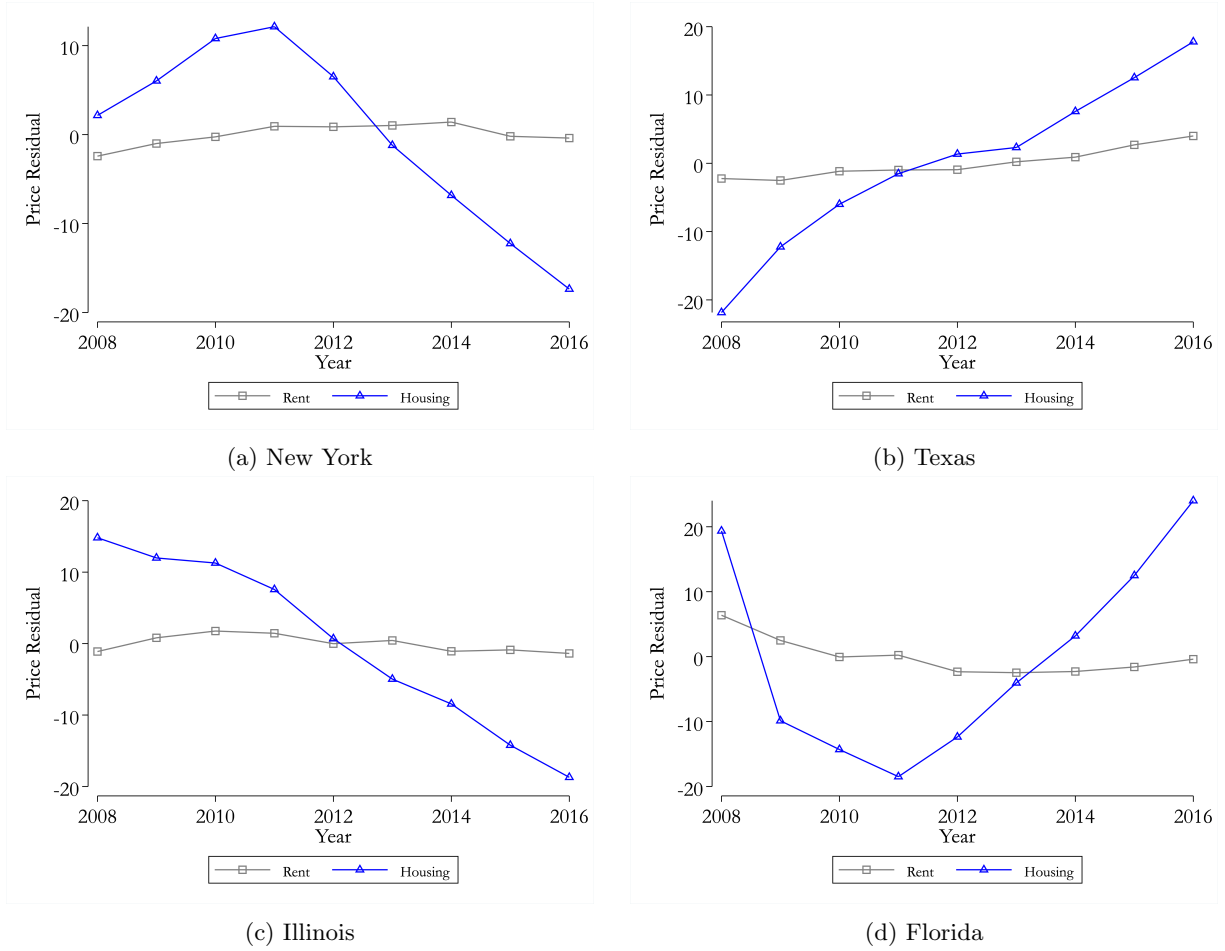 10
0
-10
-20
Price Residual
2008 2010 2012 2014 2016
Year
Rent Housing
(a) New York
20
10
0
-10
-20
Price Residual
2008 2010 2012 2014 2016
Year
Rent Housing
(b) Texas
20
10
0
-10
-20
Price Residual
2008 2010 2012 2014 2016
Year
Rent Housing
(c) Illinois
20
10
0
-10
-20
Price Residual
2008 2010 2012 2014 2016
Year
Rent Housing
(d) Florida